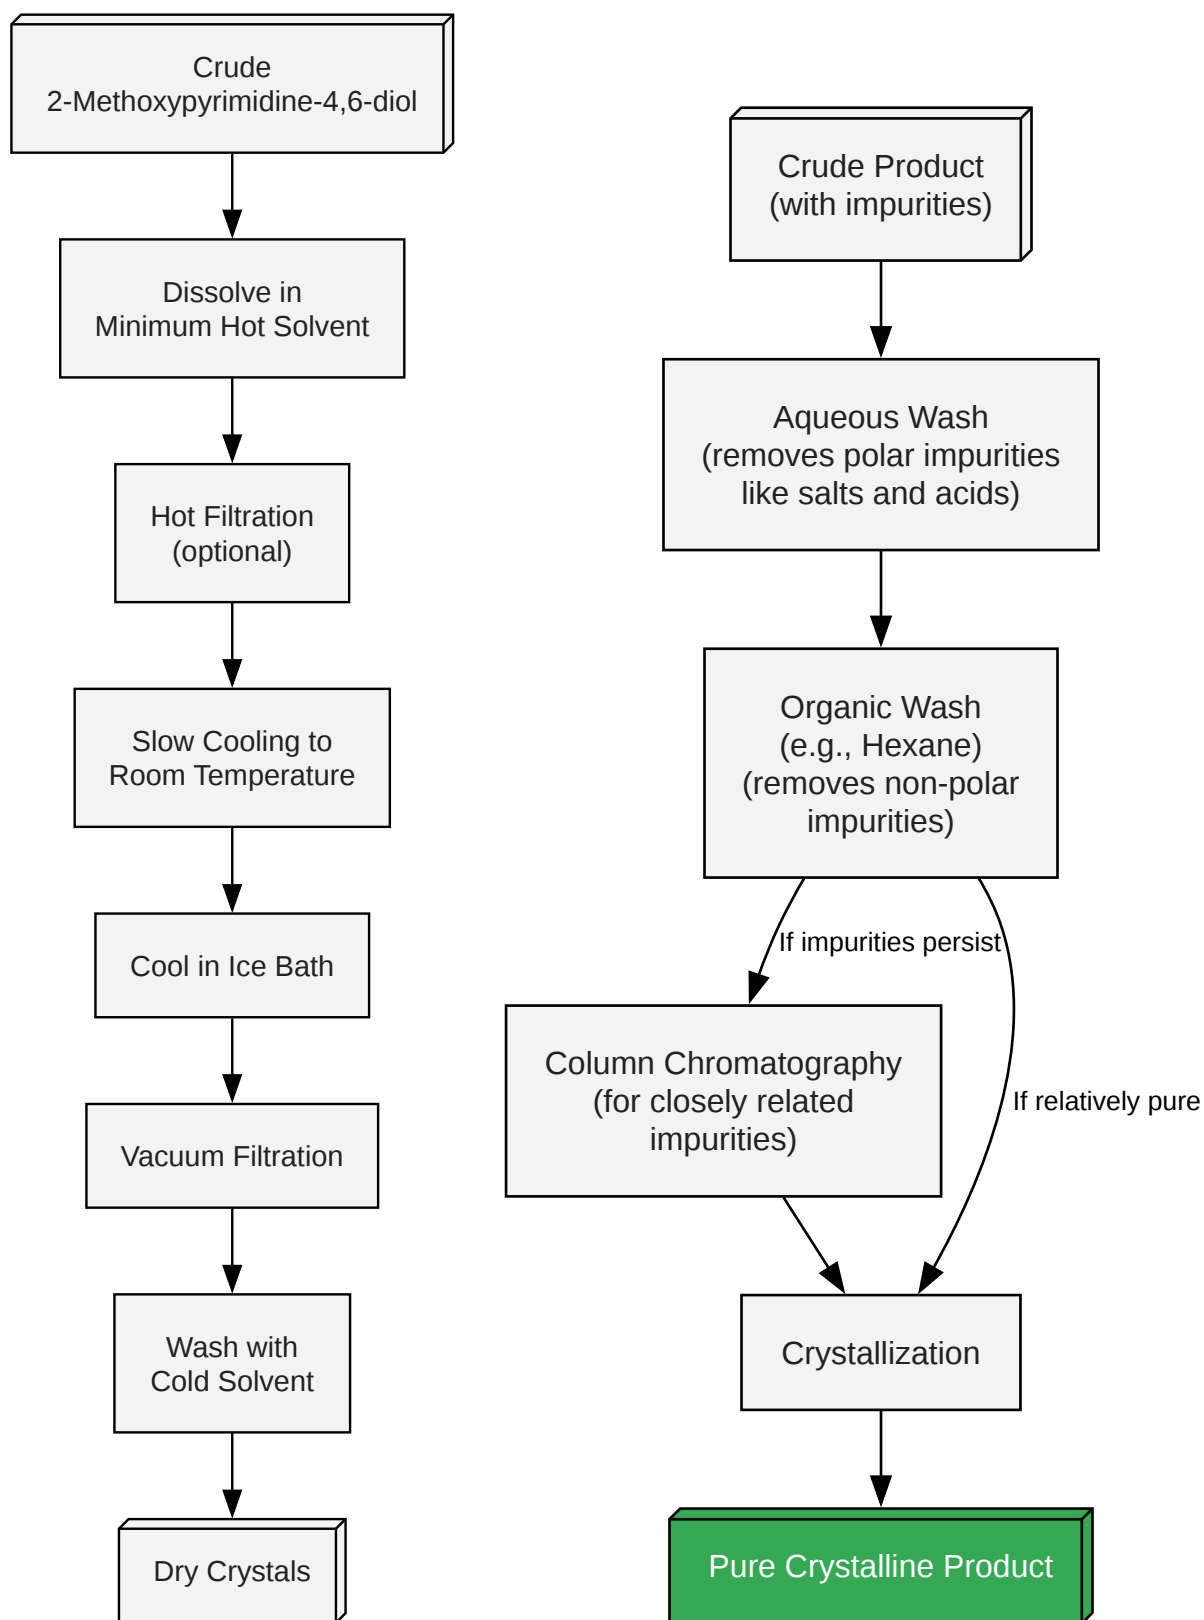 Crude
2-Methoxypyrimidine-4,6-diol
Dissolve in
Minimum Hot Solvent
Hot Filtration
(optional)
Slow Cooling to
Room Temperature
Cool in Ice Bath
Vacuum Filtration
Wash with
Cold Solvent
Dry Crystals
Crude Product
(with impurities)
Aqueous Wash
(removes polar impurities
like salts and acids)
Organic Wash
(e.g., Hexane)
(removes non-polar
impurities)
If impurities persist
Column Chromatography
(for closely related
impurities)
If relatively pure
Crystallization
Pure Crystalline Product